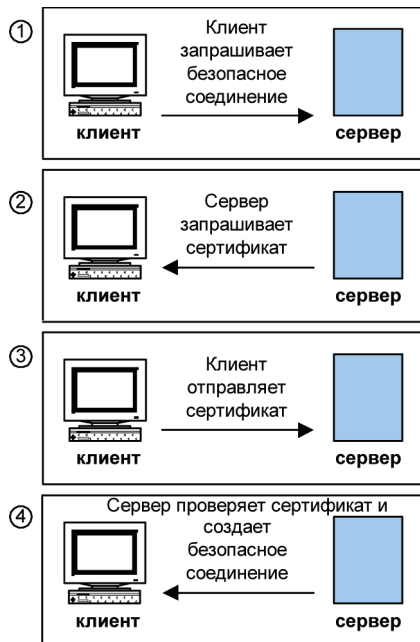 1
Клиент
запрашивает
безопасное
соединение
клиент
сервер
2
Сервер
запрашивает
сертификат
клиент
сервер
3
Клиент
отправляет
сертификат
клиент
сервер
4
Сервер проверяет сертификат и
создает
безопасное
соединение
клиент
сервер